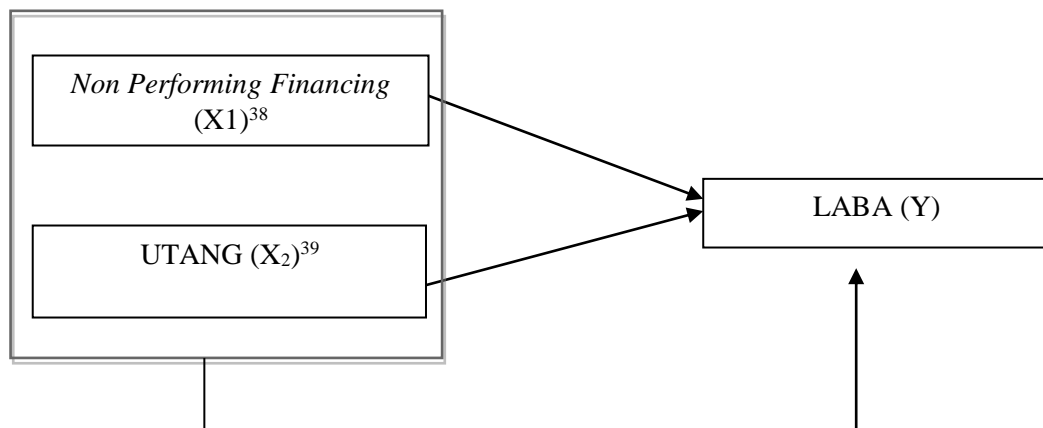 Non Performing Financing
(X1)³⁸
LABA (Y)
UTANG (X₂)³⁹